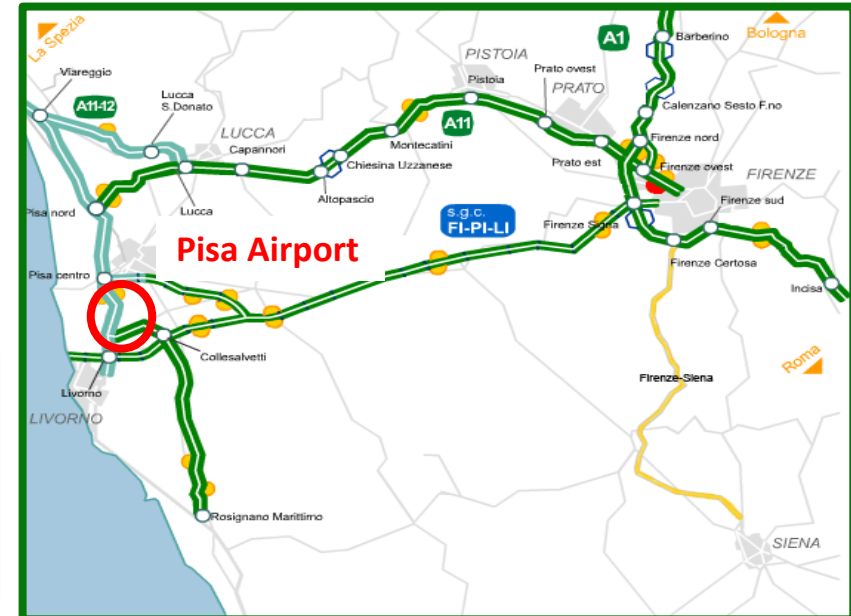 La Spezia
A1
Barberino
Bologna
PISTOIA
Viareggio
Prato ovest
Pistoia
PRATO
A11-12
Lucca
S.Donato
Calenzano Sesto F.no
A11
LUCCA
Capannori
Montecatini
Firenze nord
Chiesina Uzzanese
Prato est
Firenze ovest
FIRENZE
Altopascio
Lucca
Pisa nord
s.g.c.
FI-PI-LI
Firenze Signa
Firenze sud
Pisa Airport
Pisa centro
Firenze Certosa
Incisa
Collesalvetti
Roma
Livorno
Firenze-Siena
LIVORNO
Rosignano Marittimo
SIENA